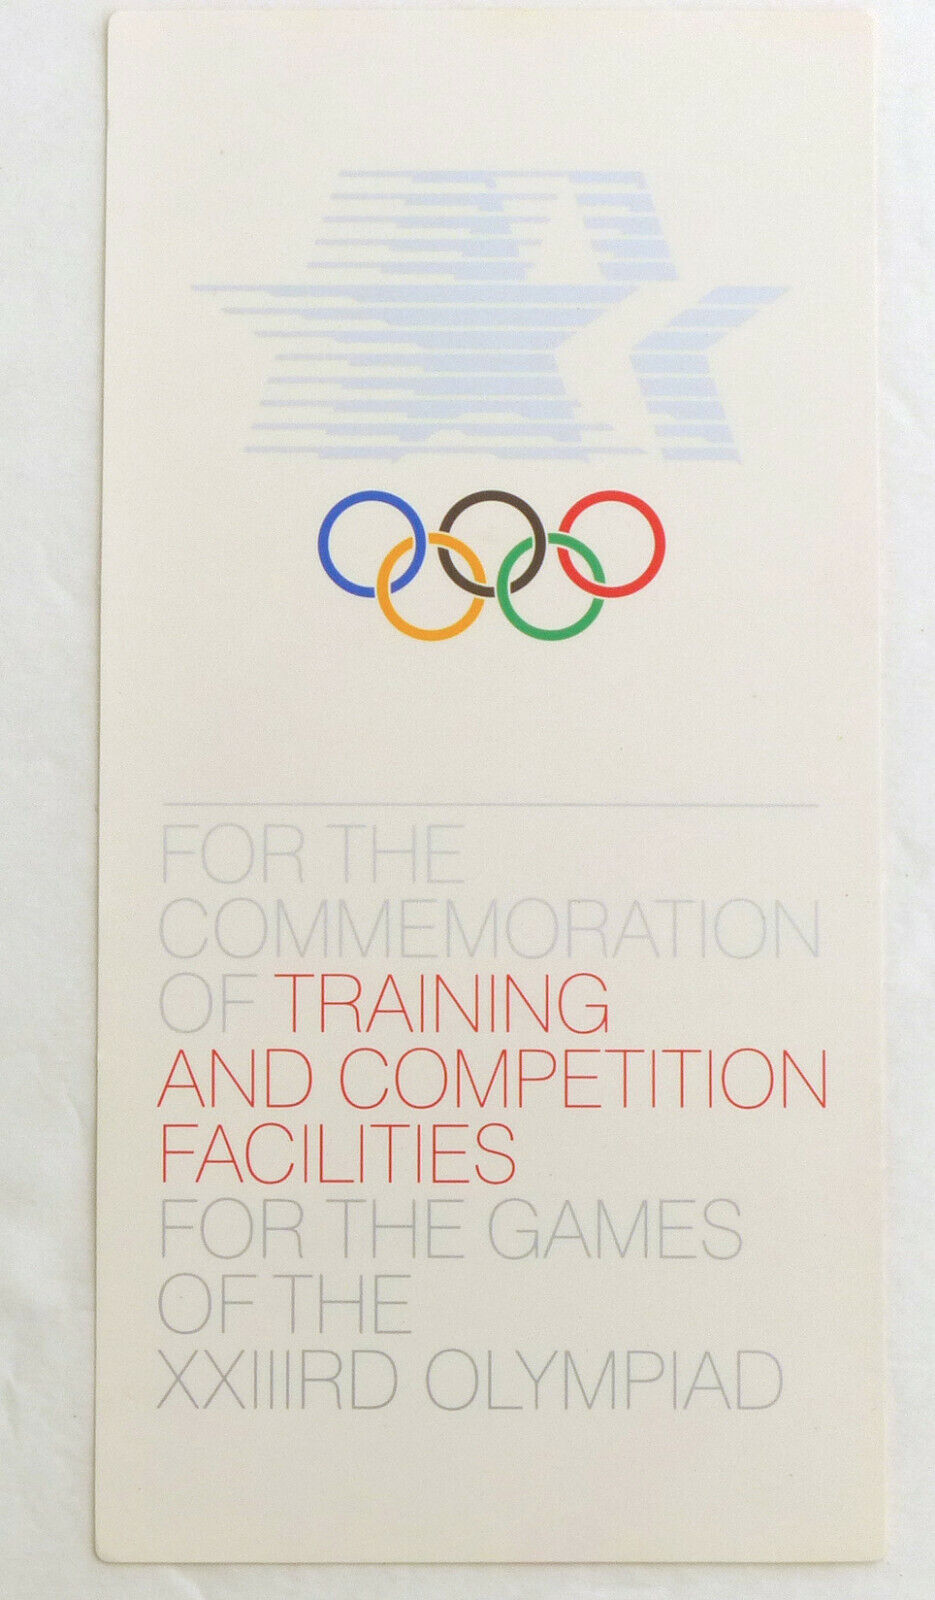 FOR THE
COMMEMORATION
OF TRAINING
AND COMPETITION
FACILITIES
FOR THE GAMES
OF THE
XXIIIRD OLYMPIAD